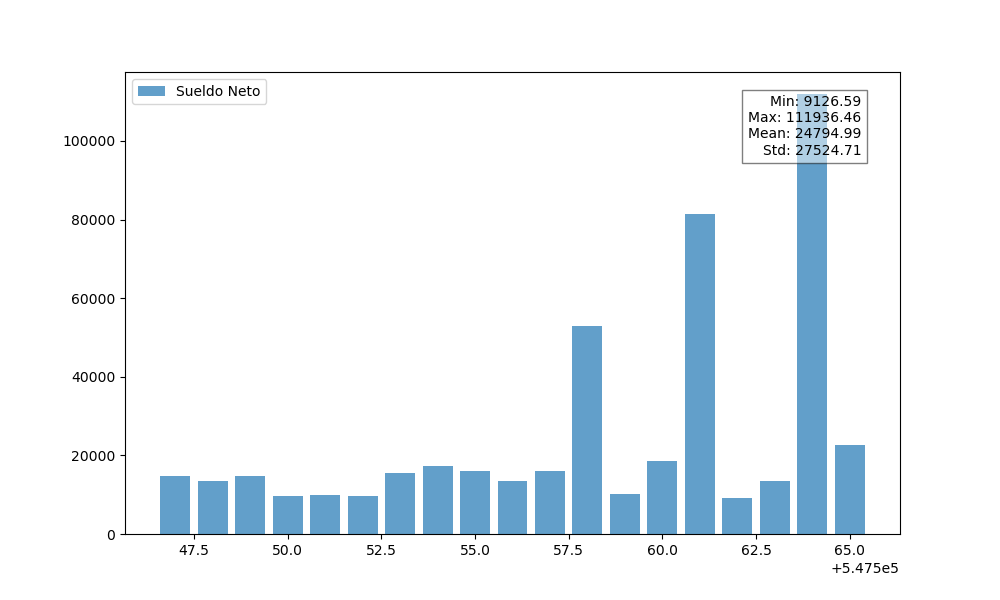 Sueldo Neto
Min: 9126.59
Max: 111936.46
Mean: 24794.99
Std: 27524.71
100000
80000
60000
40000
20000
0
47.5 50.0 52.5 55.0 57.5 60.0 62.5 65.0
+5.475e5